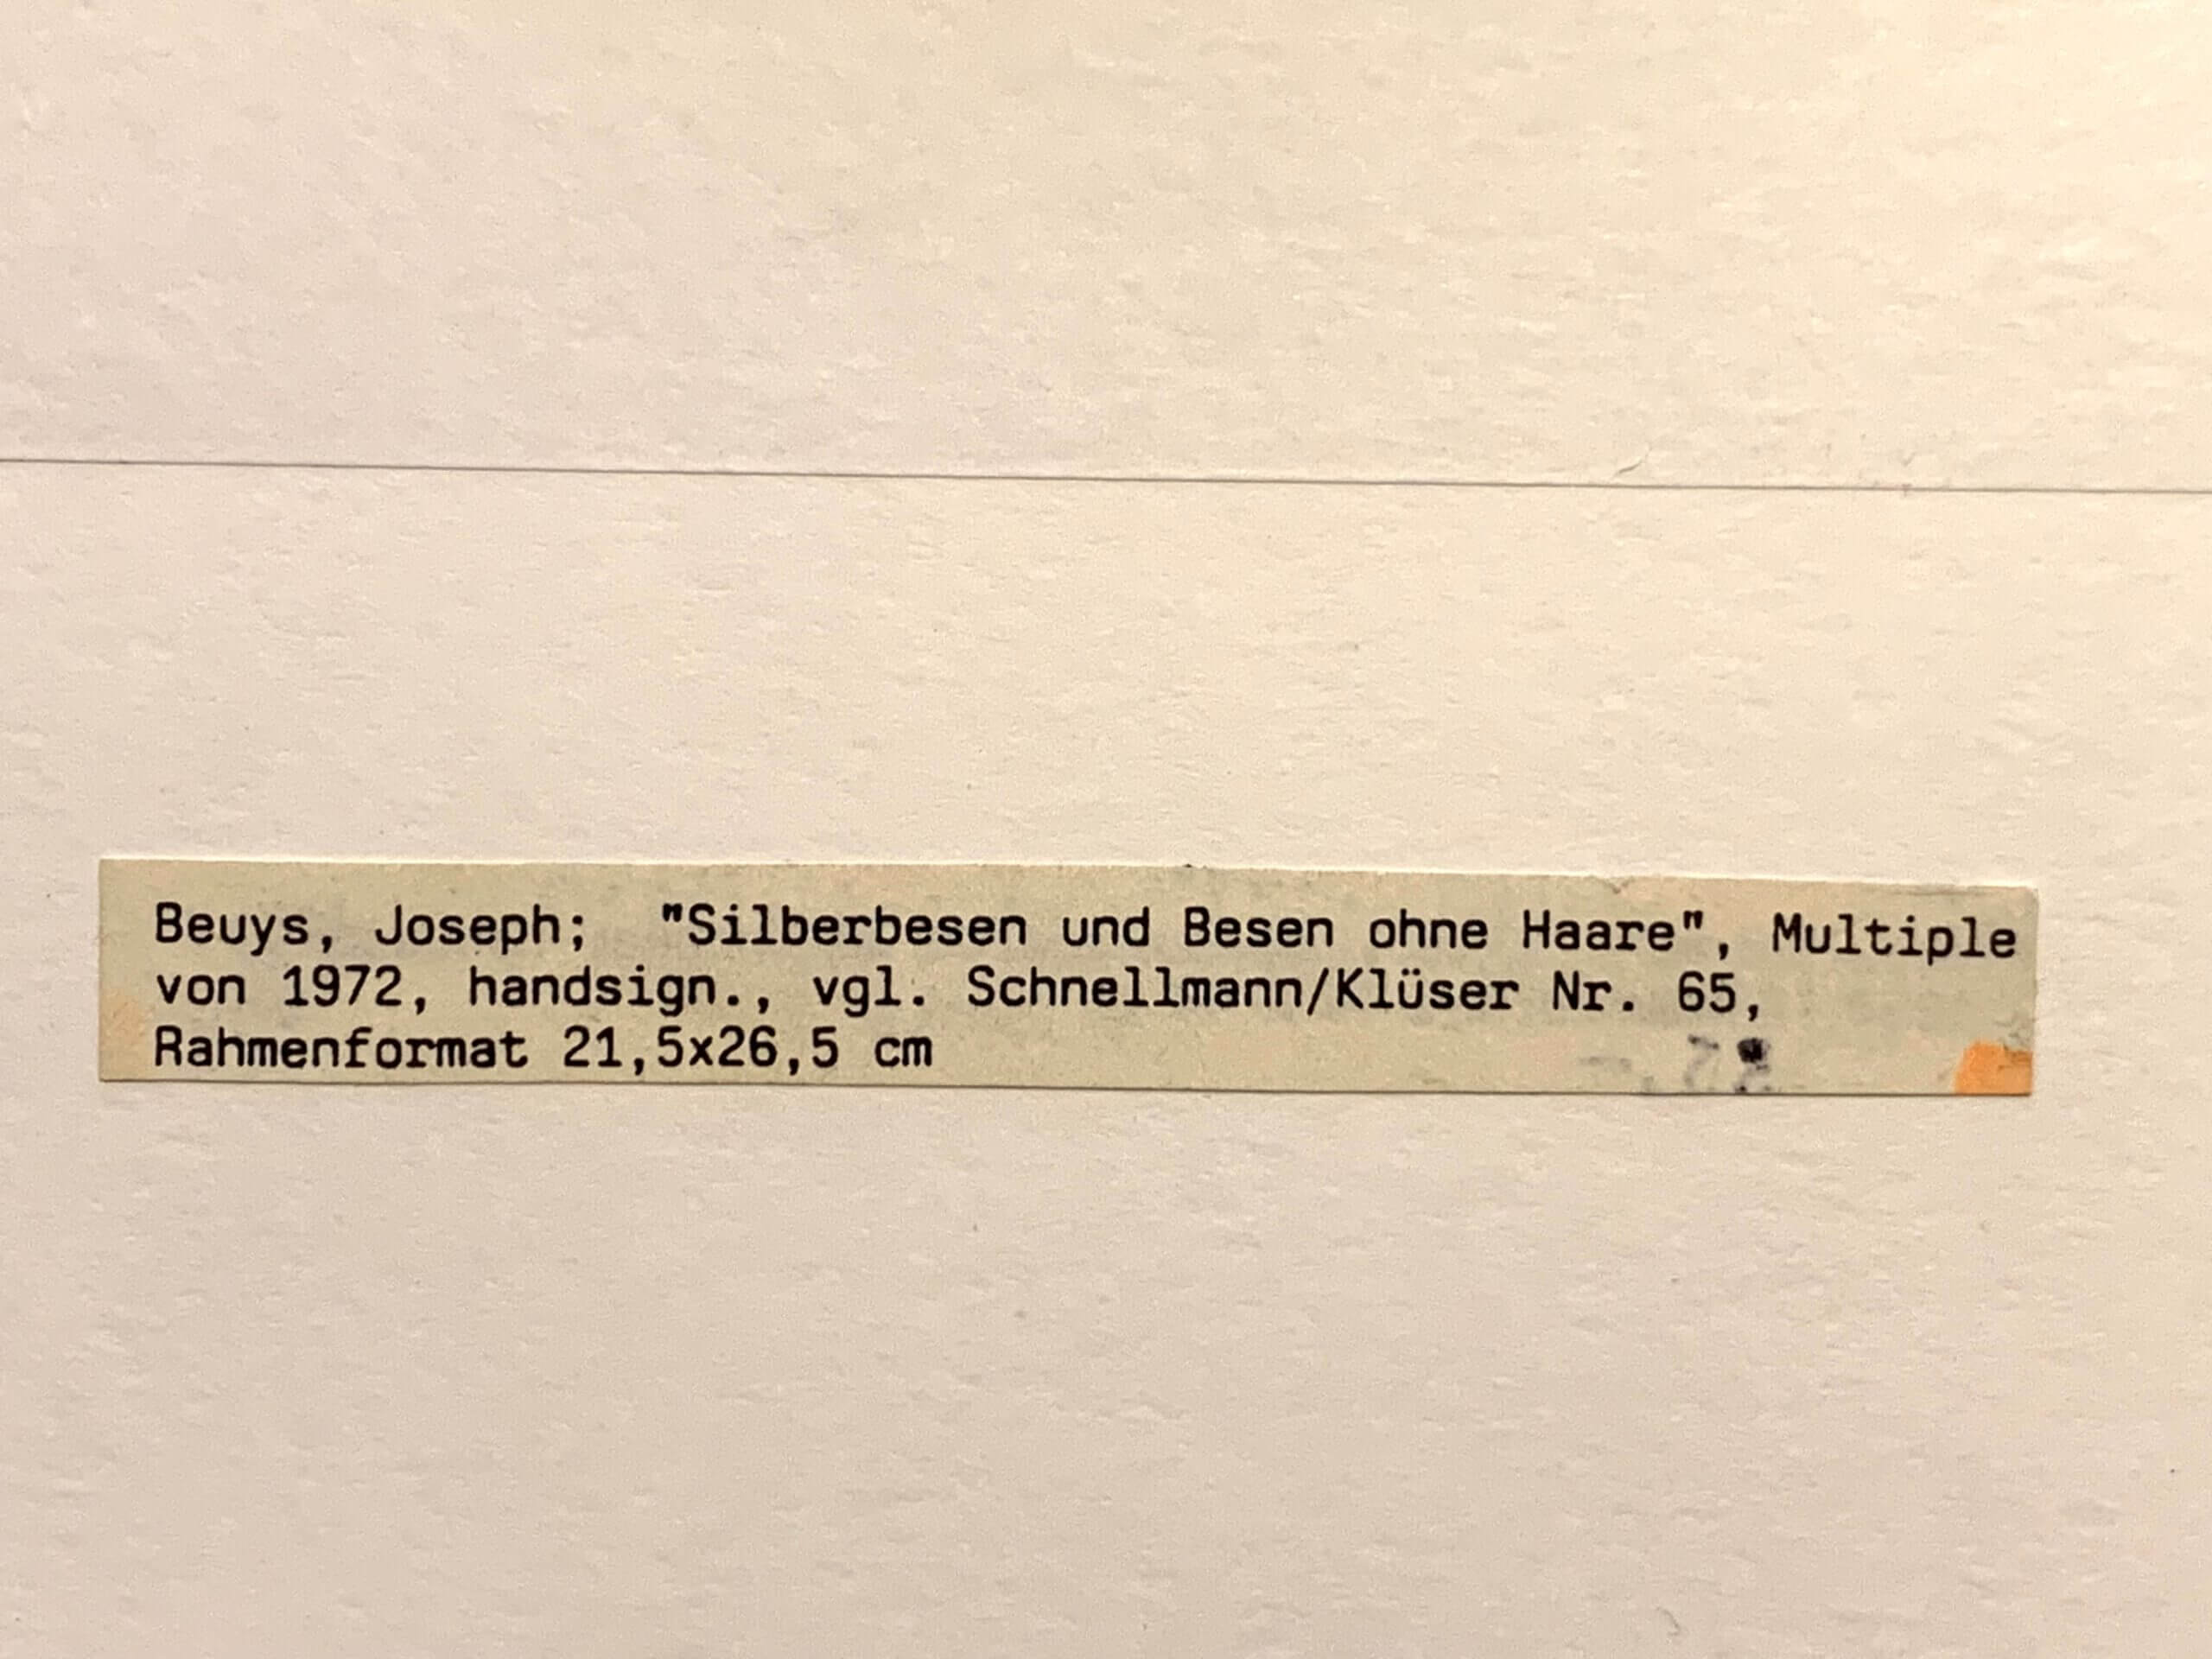 Beuys, Joseph;  "Silberbesen und Besen ohne Haare", Multiple
von 1972, handsign., vgl. Schnellmann/Klüser Nr. 65,
Rahmenformat 21,5x26,5 cm